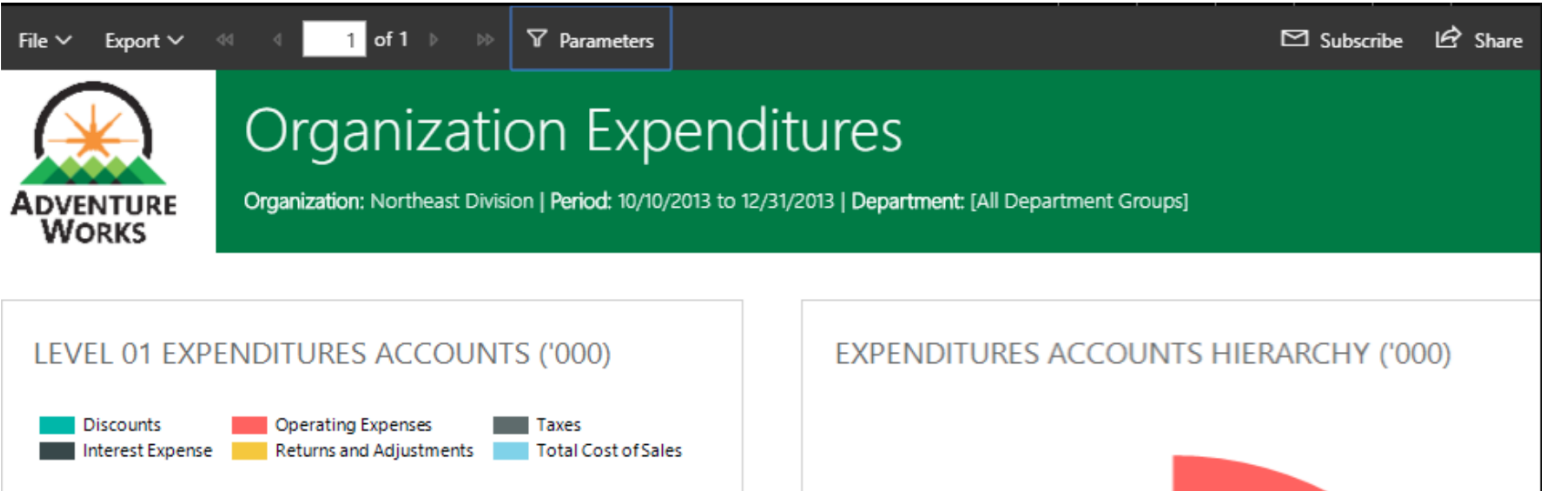 File Export 1 of 1 Parameters Subscribe Share
ADVENTURE
WORKS
Organization Expenditures
Organization: Northeast Division | Period: 10/10/2013 to 12/31/2013 | Department: [All Department Groups]
LEVEL 01 EXPENDITURES ACCOUNTS ('000)
Discounts Operating Expenses Taxes
Interest Expense Returns and Adjustments Total Cost of Sales
EXPENDITURES ACCOUNTS HIERARCHY ('000)